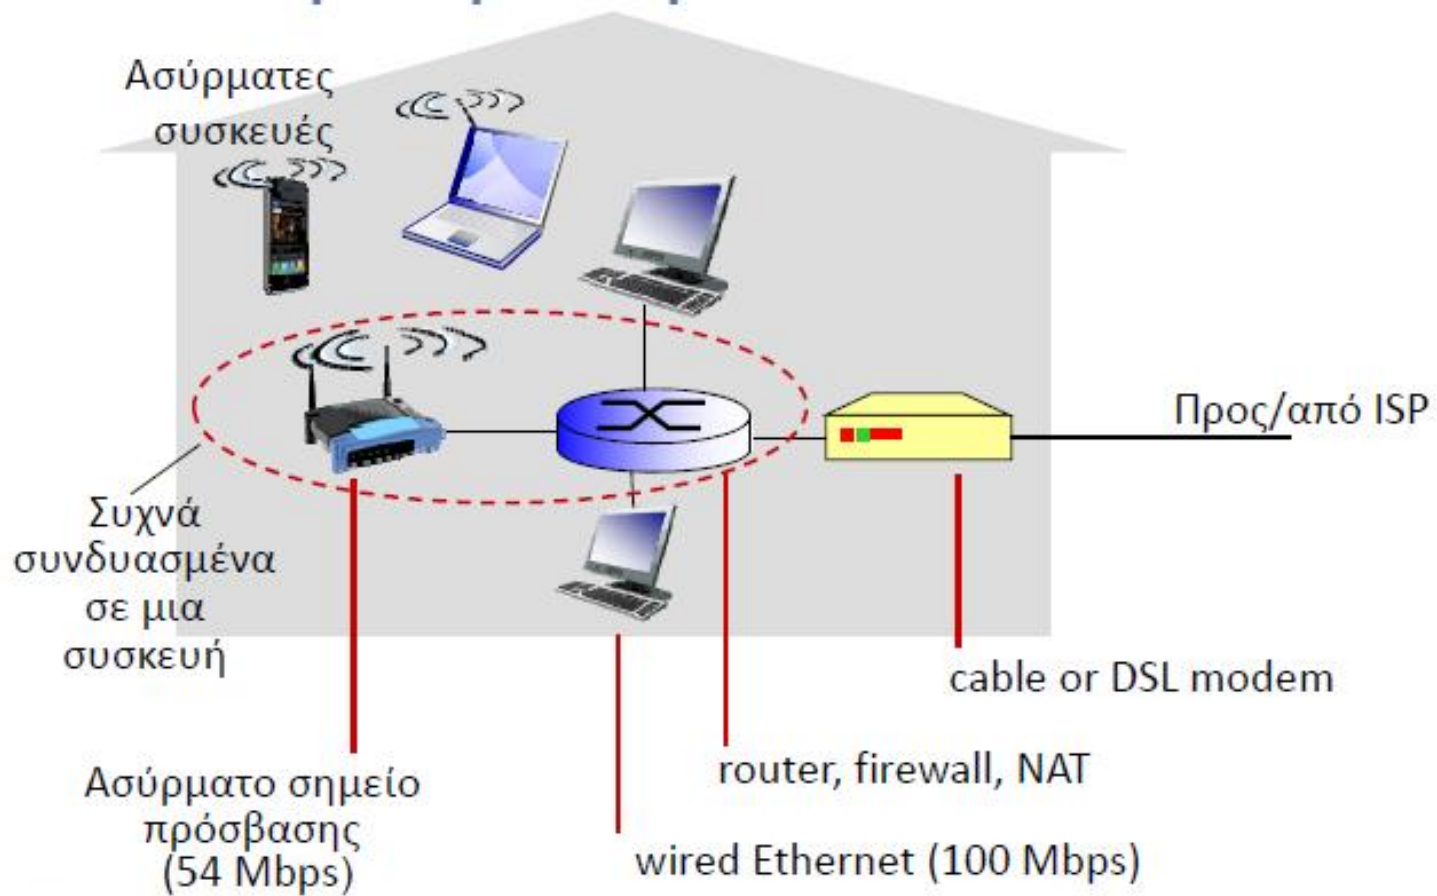 Ασύρματες
συσκευές
Προς/από ISP
Συχνά
συνδυασμένα
σε μια
συσκευή
cable or DSL modem
router, firewall, NAT
Ασύρματο σημείο
πρόσβασης
(54 Mbps)
wired Ethernet (100 Mbps)